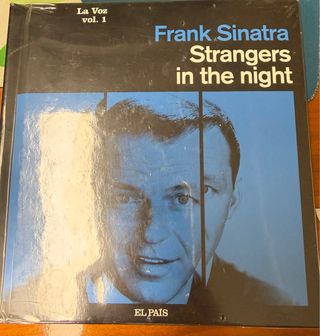 La Voz
vol. 1
Frank Sinatra
Strangers
in the night
EL PAÍS